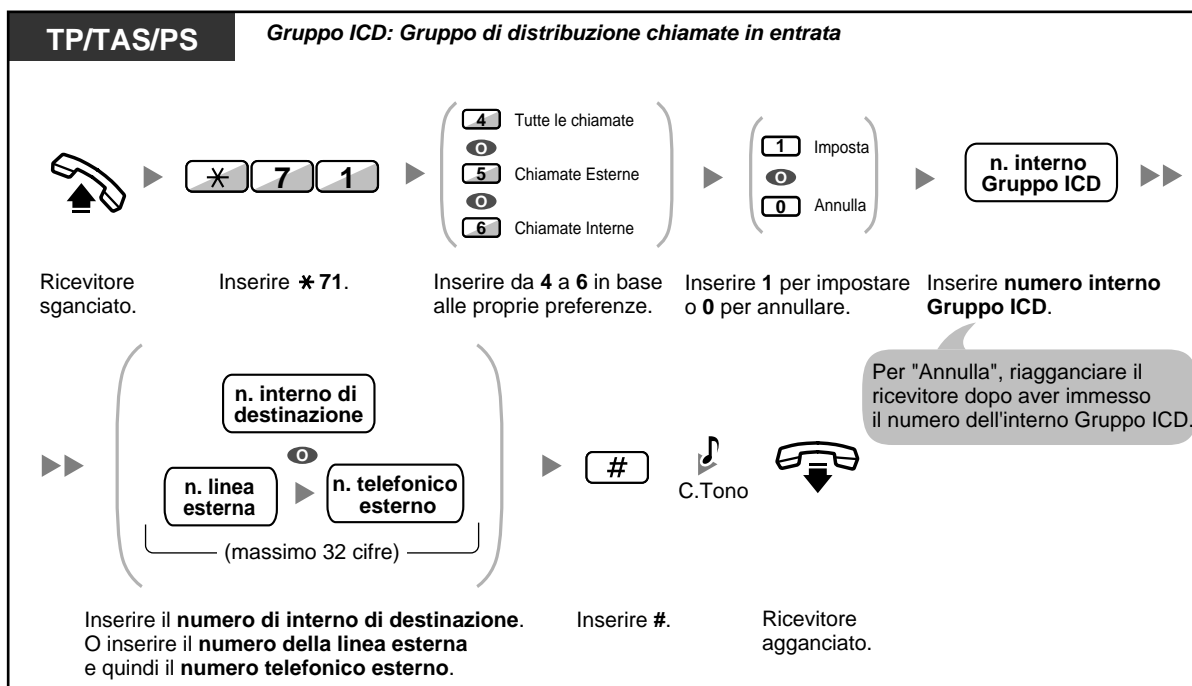 TP/TAS/PS
Gruppo ICD: Gruppo di distribuzione chiamate in entrata
4 Tutte le chiamate
O
5 Chiamate Esterne
O
6 Chiamate Interne
1 Imposta
O
0 Annulla
* 7 1
n. interno
Gruppo ICD
Ricevitore
sganciato.
Inserire * 71.
Inserire da 4 a 6 in base
alle proprie preferenze.
Inserire 1 per impostare
o 0 per annullare.
Inserire numero interno
Gruppo ICD.
Per "Annulla", riagganciare il
ricevitore dopo aver immesso
il numero dell'interno Gruppo ICD.
n. interno di
destinazione
O
n. linea
esterna
n. telefonico
esterno
(massimo 32 cifre)
#
C.Tono
Inserire il numero di interno di destinazione.
O inserire il numero della linea esterna
e quindi il numero telefonico esterno.
Inserire #.
Ricevitore
agganciato.